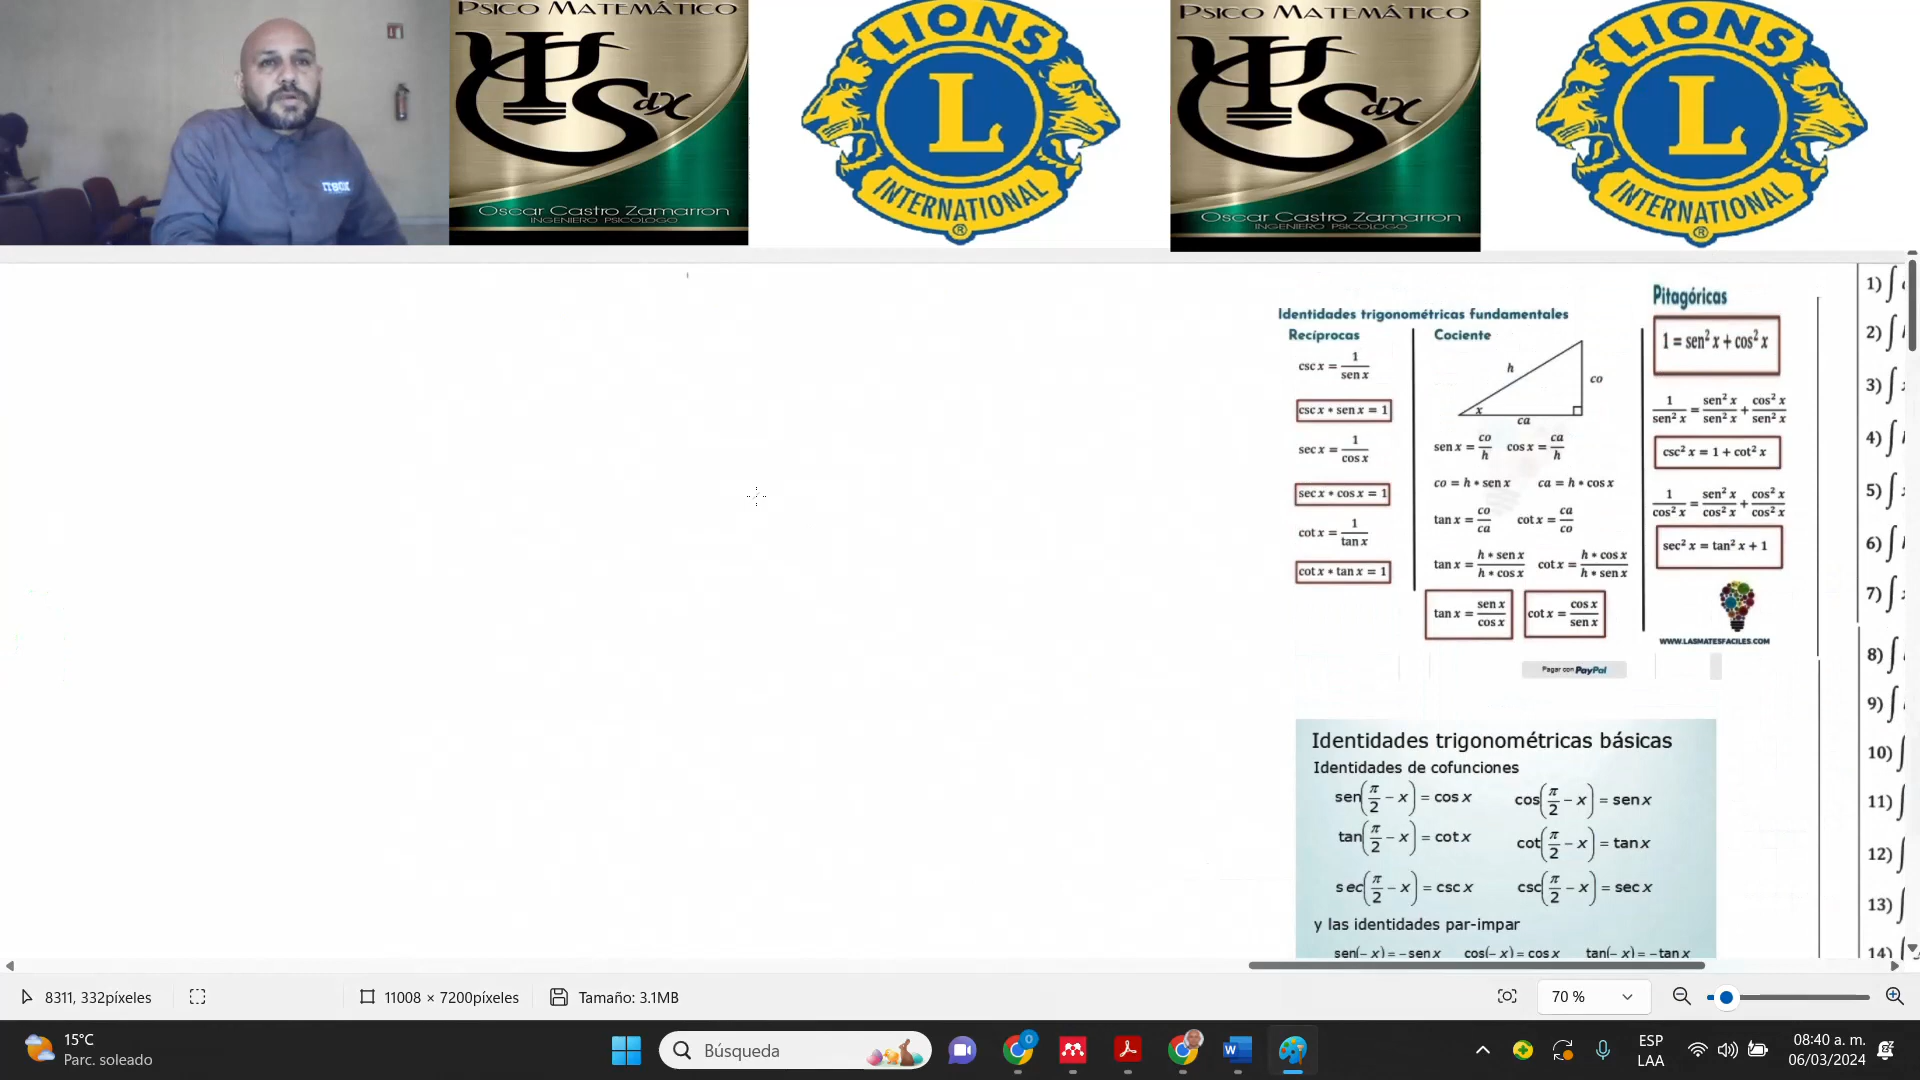 PSICO MATEMÁTICO
dx
Oscar Castro Zamarron
INGENIERO PSICOLOGO
LIONS
L
INTERNATIONAL
®
PSICO MATEMÁTICO
dx
Oscar Castro Zamarron
INGENIERO PSICOLOGO
LIONS
L
INTERNATIONAL
®
Identidades trigonométricas fundamentales
Recíprocas
csc x = 1/sen x
csc x * sen x = 1
sec x = 1/cos x
sec x * cos x = 1
cot x = 1/tan x
cot x * tan x = 1
Cociente
h
co
x
ca
sen x = co/h cos x = ca/h
co = h * sen x ca = h * cos x
tan x = co/ca cot x = ca/co
tan x = h * sen x/h * cos x cot x = h * cos x/h * sen x
tan x = sen x/cos x cot x = cos x/sen x
Pitagóricas
1 = sen² x + cos² x
1/sen² x = sen² x/sen² x + cos² x/sen² x
csc² x = 1 + cot² x
1/cos² x = sen² x/cos² x + cos² x/cos² x
sec² x = tan² x + 1
WWW.LASMATESFACILES.COM
Pagar con PayPal
Identidades trigonométricas básicas
Identidades de cofunciones
sen(π/2 − x) = cos x cos(π/2 − x) = sen x
tan(π/2 − x) = cot x cot(π/2 − x) = tan x
sec(π/2 − x) = csc x csc(π/2 − x) = sec x
y las identidades par-impar
sen(− x) = − sen x cos(− x) = cos x tan(− x) = − tan x
1) ∫
2) ∫
3) ∫
4) ∫
5) ∫
6) ∫
7) ∫
8) ∫
9) ∫
10) ∫
11) ∫
12) ∫
13) ∫
14) ∫
8311, 332píxeles
11008 × 7200píxeles
Tamaño: 3.1MB
70 %
15°C
Parc. soleado
Búsqueda
0
W
ESP
LAA
08:40 a. m.
06/03/2024